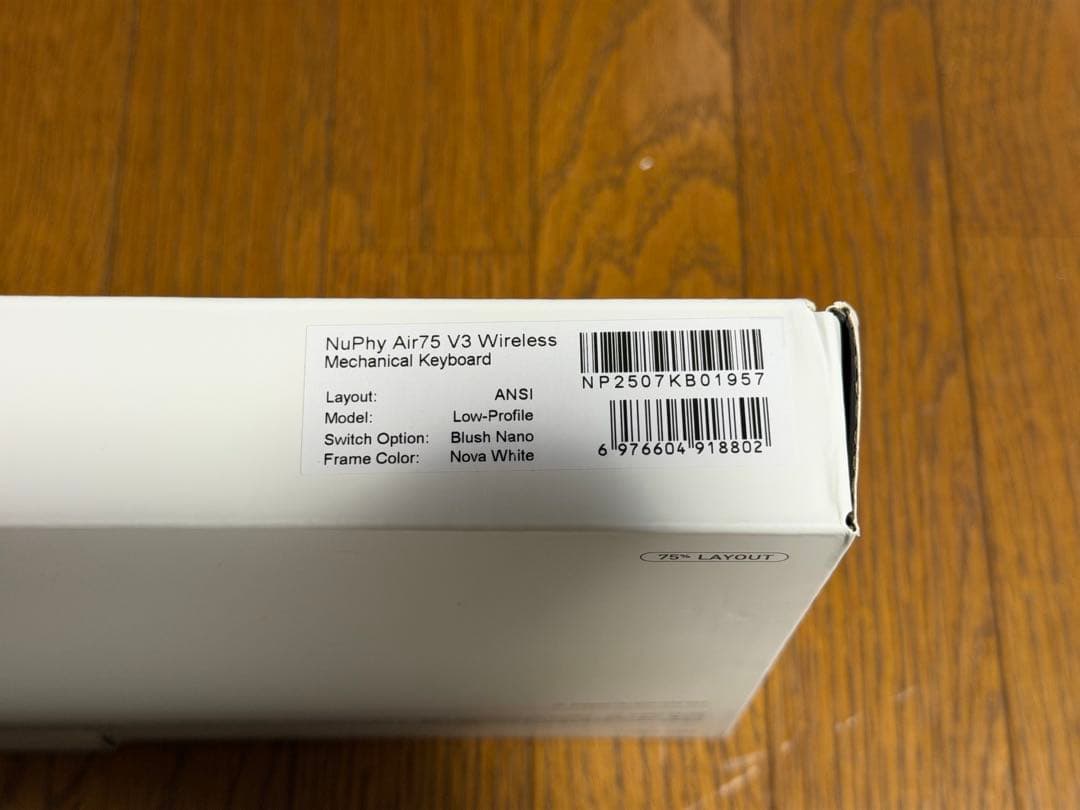 NuPhy Air75 V3 Wireless
Mechanical Keyboard
Layout: ANSI
Model: Low-Profile
Switch Option: Blush Nano
Frame Color: Nova White
NP2507KB01957
6 976604 918802
75% LAYOUT